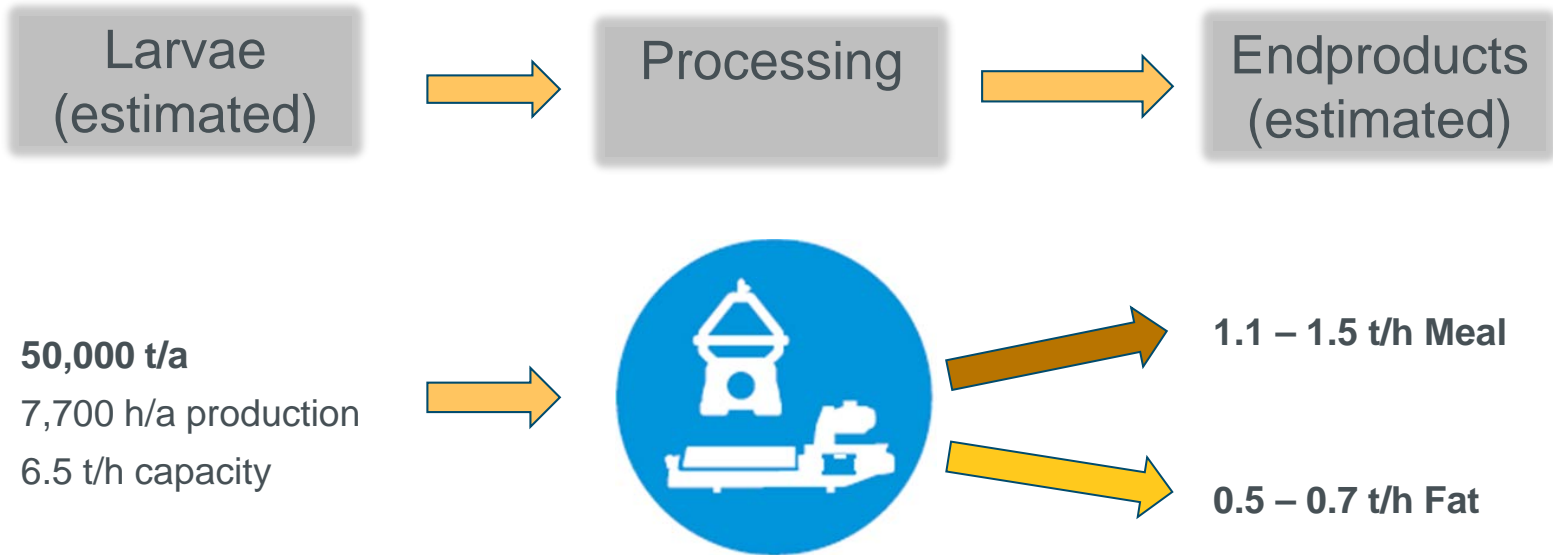 Larvae
(estimated)
Processing
Endproducts
(estimated)
50,000 t/a
7,700 h/a production
6.5 t/h capacity
1.1 – 1.5 t/h Meal
0.5 – 0.7 t/h Fat